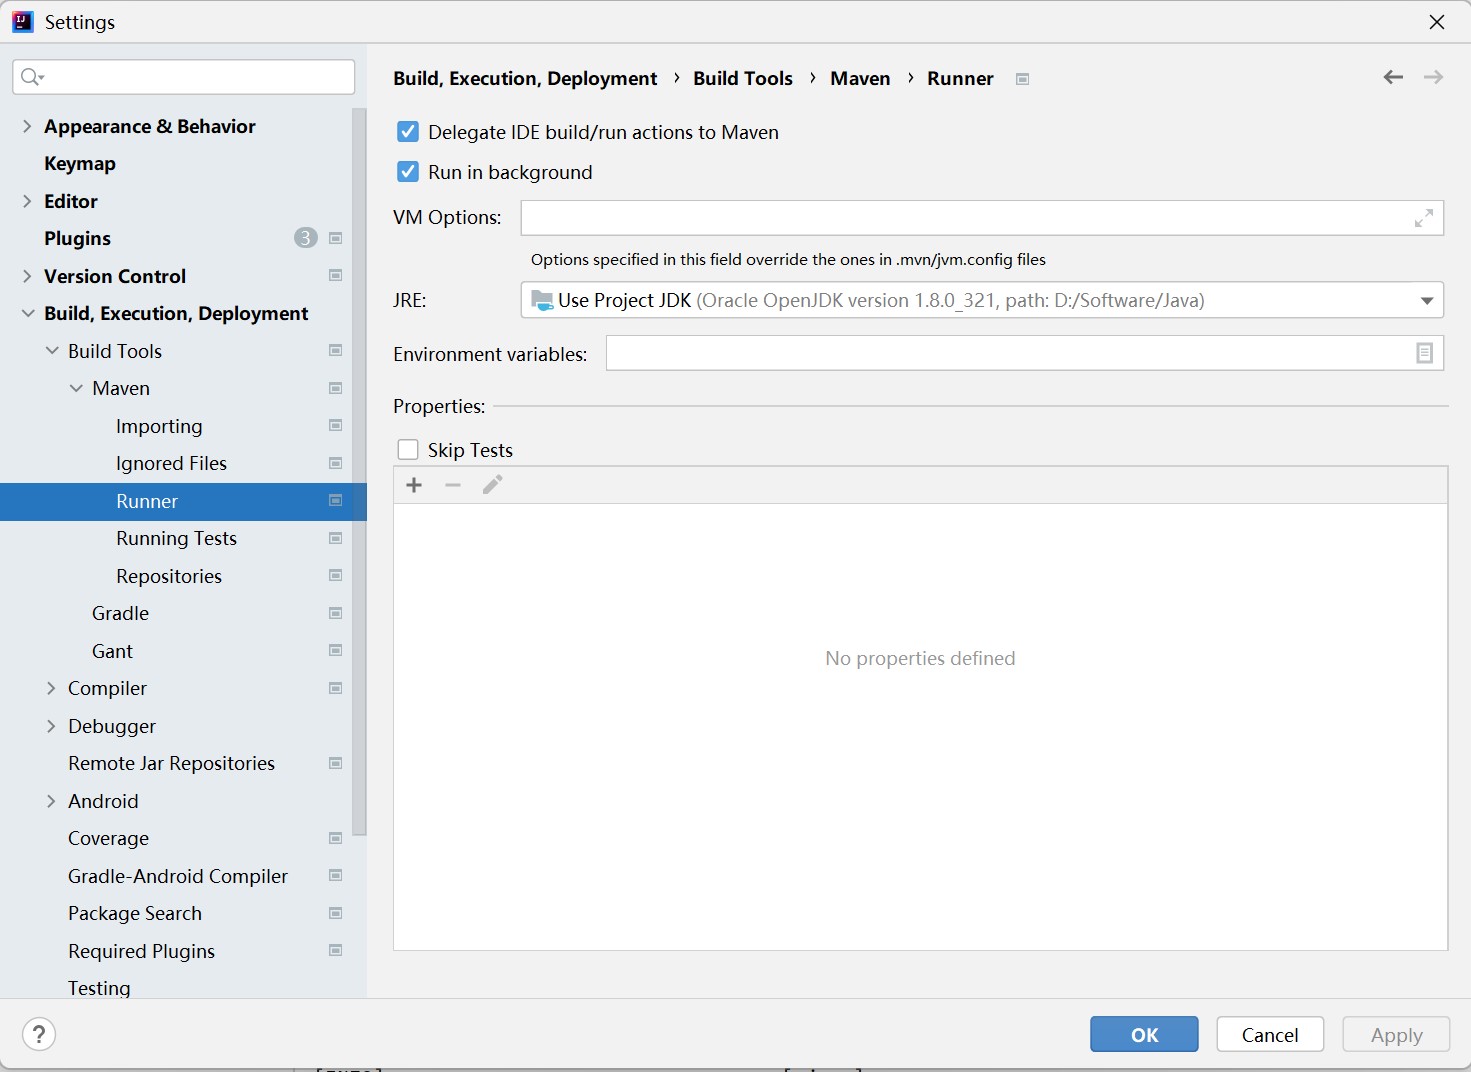 Settings
Appearance & Behavior
Keymap
Editor
Plugins 3
Version Control
Build, Execution, Deployment
Build Tools
Maven
Importing
Ignored Files
Runner
Running Tests
Repositories
Gradle
Gant
Compiler
Debugger
Remote Jar Repositories
Android
Coverage
Gradle-Android Compiler
Package Search
Required Plugins
Testing
Build, Execution, Deployment › Build Tools › Maven › Runner
Delegate IDE build/run actions to Maven
Run in background
VM Options:
Options specified in this field override the ones in .mvn/jvm.config files
JRE: Use Project JDK (Oracle OpenJDK version 1.8.0_321, path: D:/Software/Java)
Environment variables:
Properties:
Skip Tests
No properties defined
? OK Cancel Apply